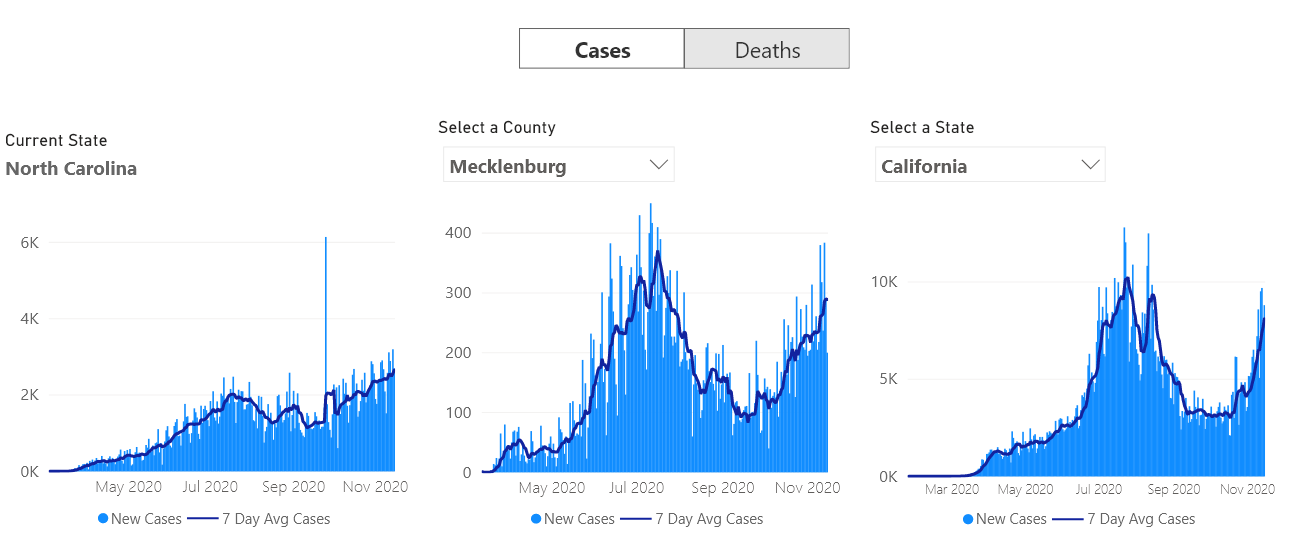 Cases Deaths
Current State
North Carolina
6K
4K
2K
0K
May 2020 Jul 2020 Sep 2020 Nov 2020
New Cases 7 Day Avg Cases
Select a County
Mecklenburg
400
300
200
100
0
May 2020 Jul 2020 Sep 2020 Nov 2020
New Cases 7 Day Avg Cases
Select a State
California
10K
5K
0K
Mar 2020 May 2020 Jul 2020 Sep 2020 Nov 2020
New Cases 7 Day Avg Cases